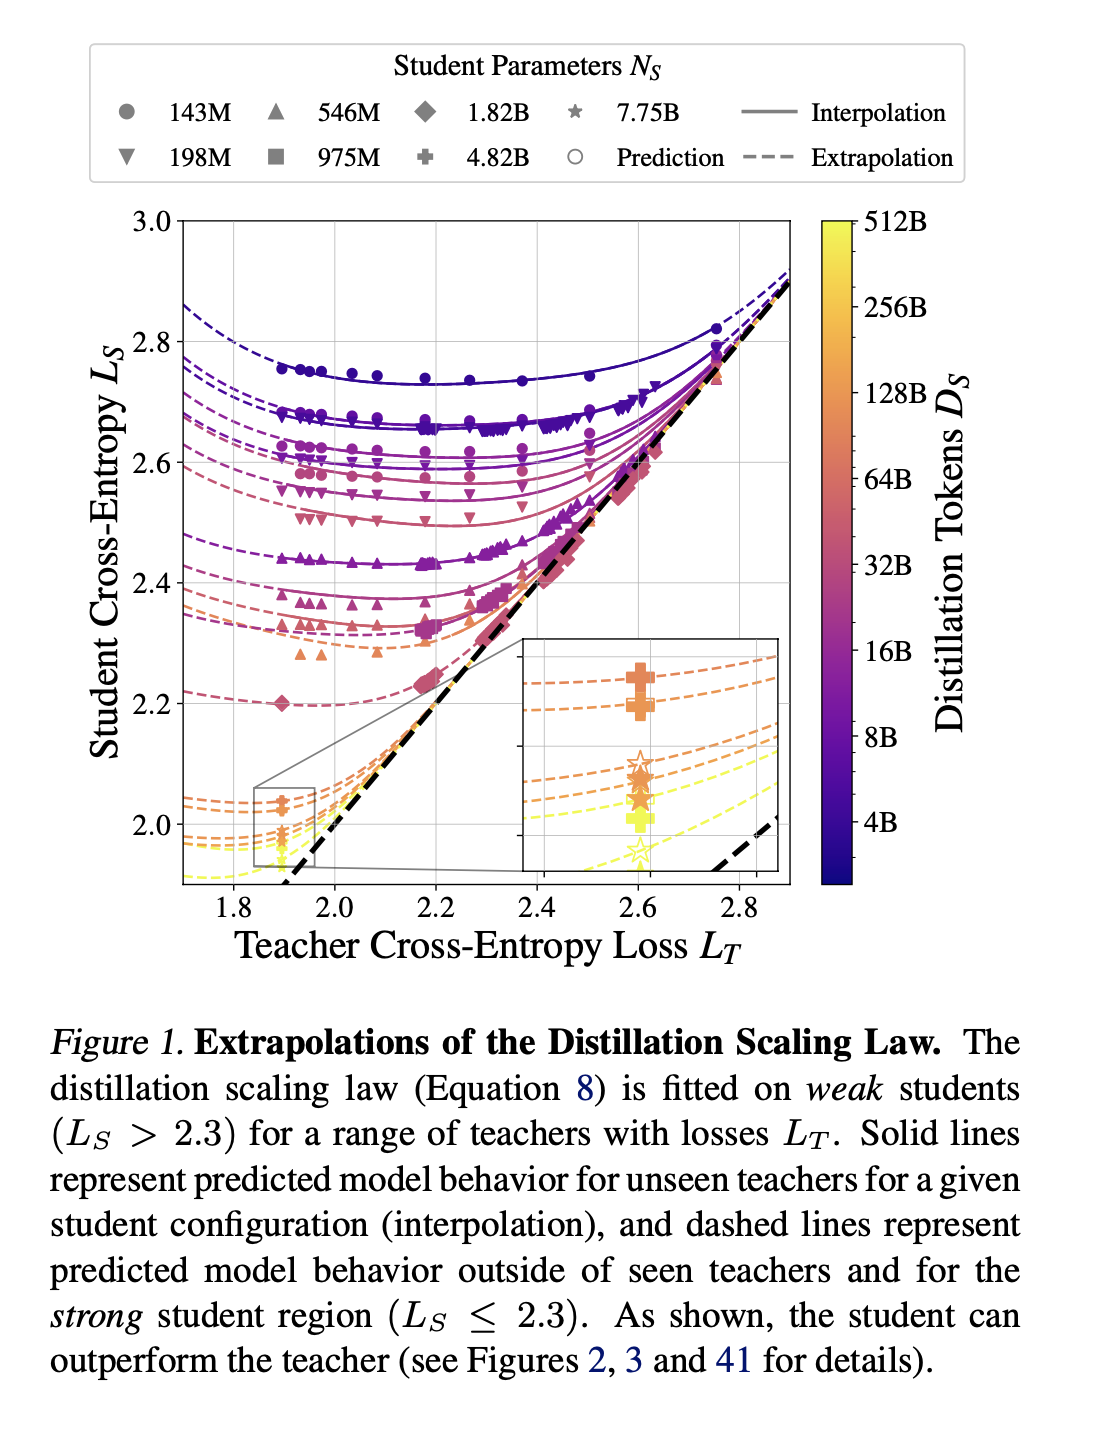 Student Parameters N_S
143M 546M 1.82B 7.75B Interpolation
198M 975M 4.82B Prediction Extrapolation
3.0
2.8
2.6
2.4
2.2
2.0
Student Cross-Entropy L_S
1.8 2.0 2.2 2.4 2.6 2.8
Teacher Cross-Entropy Loss L_T
512B
256B
128B
64B
32B
16B
8B
4B
Distillation Tokens D_S
Figure 1. Extrapolations of the Distillation Scaling Law. The
distillation scaling law (Equation 8) is fitted on weak students
(L_S > 2.3) for a range of teachers with losses L_T. Solid lines
represent predicted model behavior for unseen teachers for a given
student configuration (interpolation), and dashed lines represent
predicted model behavior outside of seen teachers and for the
strong student region (L_S ≤ 2.3). As shown, the student can
outperform the teacher (see Figures 2, 3 and 41 for details).